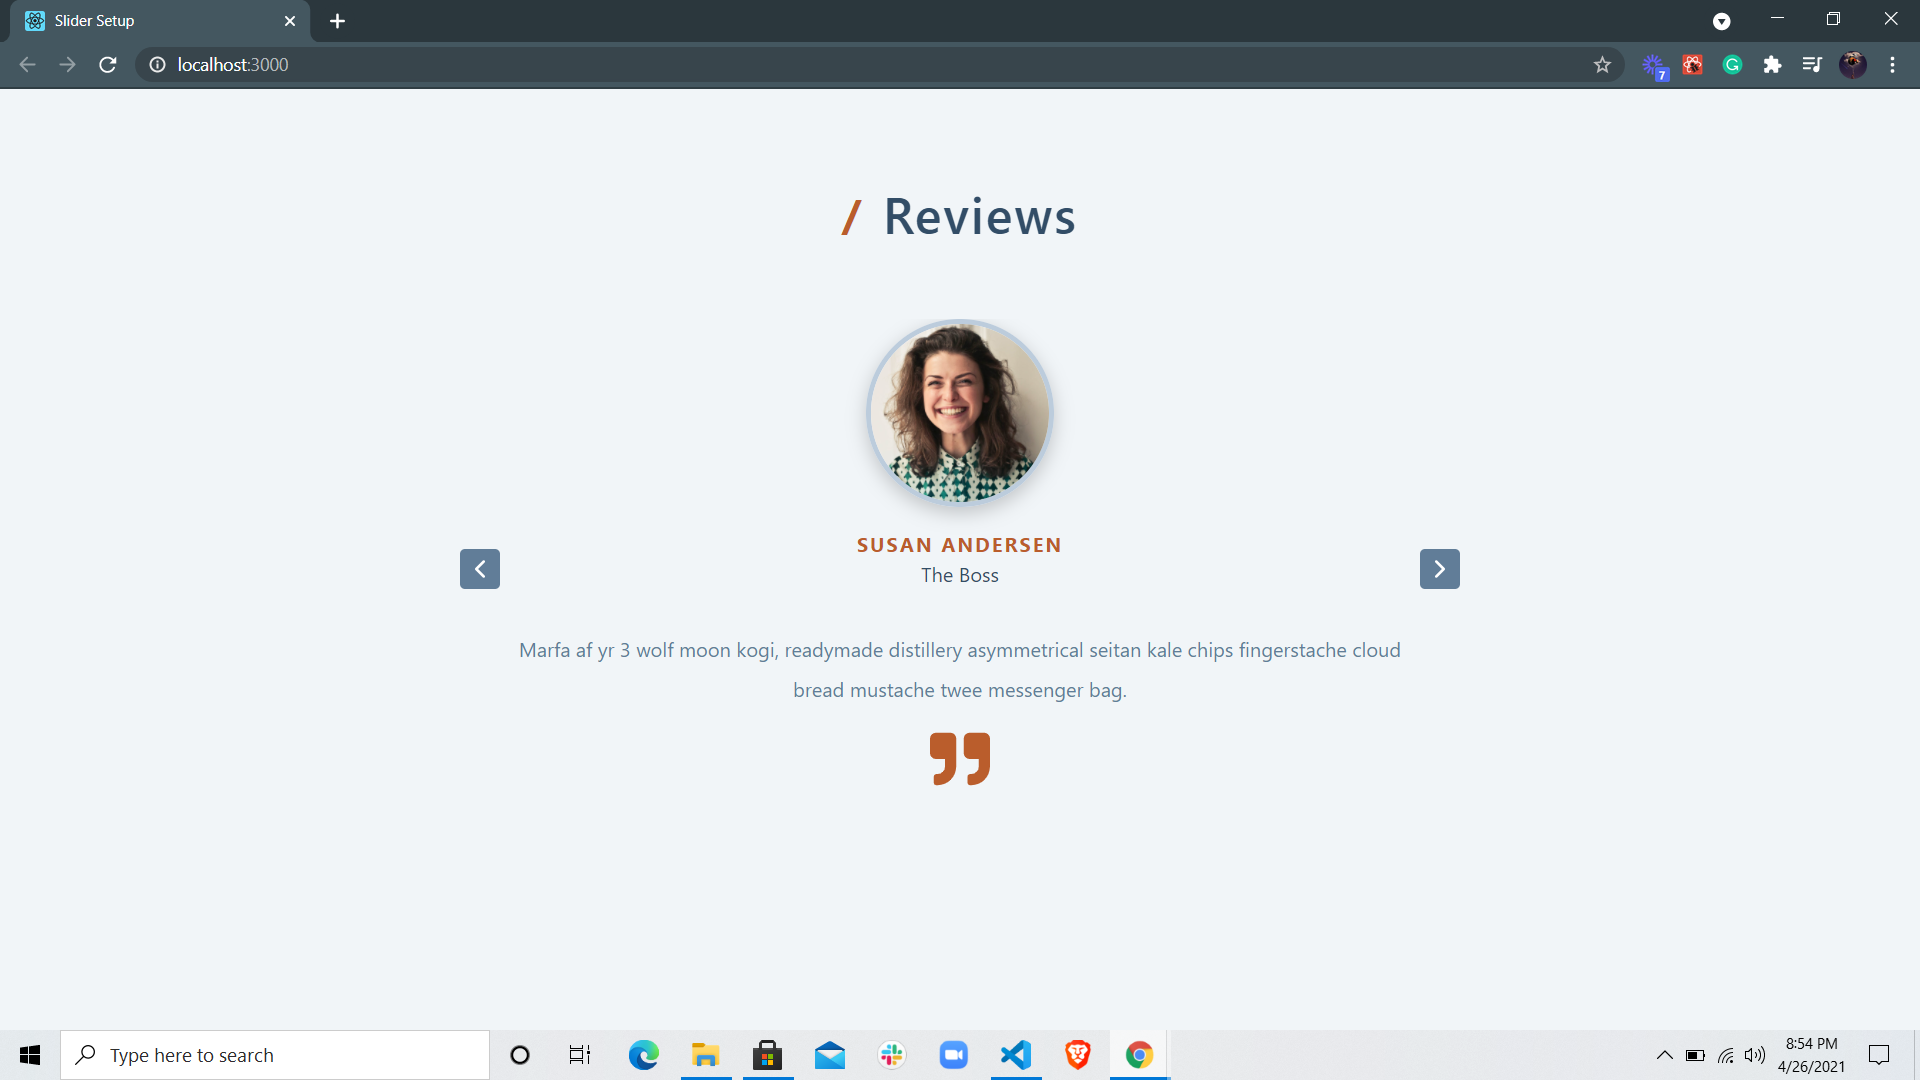 Slider Setup
localhost:3000
7
/ Reviews
SUSAN ANDERSEN
The Boss
Marfa af yr 3 wolf moon kogi, readymade distillery asymmetrical seitan kale chips fingerstache cloud
bread mustache twee messenger bag.
Type here to search
8:54 PM
4/26/2021